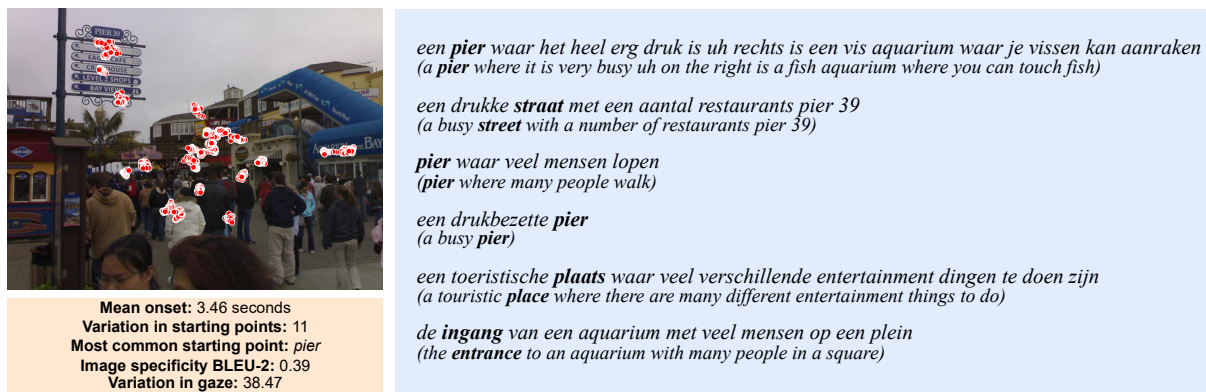 PIER 39
EAGLE CAFE
LEVEL 2 SHOPS
BAY VIEW
BAY
Mean onset: 3.46 seconds
Variation in starting points: 11
Most common starting point: pier
Image specificity BLEU-2: 0.39
Variation in gaze: 38.47
een pier waar het heel erg druk is uh rechts is een vis aquarium waar je vissen kan aanraken
(a pier where it is very busy uh on the right is a fish aquarium where you can touch fish)
een drukke straat met een aantal restaurants pier 39
(a busy street with a number of restaurants pier 39)
pier waar veel mensen lopen
(pier where many people walk)
een drukbezette pier
(a busy pier)
een toeristische plaats waar veel verschillende entertainment dingen te doen zijn
(a touristic place where there are many different entertainment things to do)
de ingang van een aquarium met veel mensen op een plein
(the entrance to an aquarium with many people in a square)